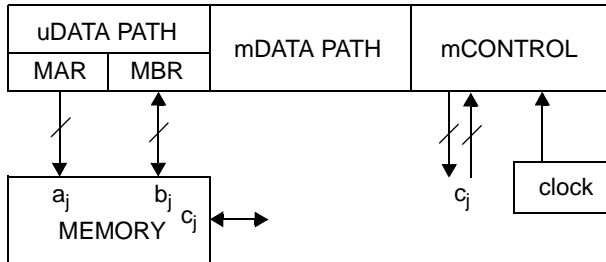 uDATA PATH
MAR MBR
mDATA PATH
mCONTROL
aj bj
cj
MEMORY
cj
clock